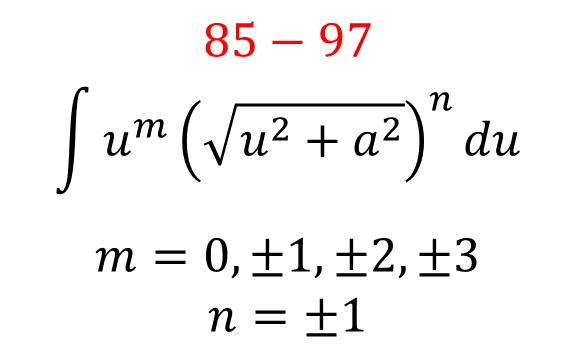 85 − 97
∫ u^m (√(u² + a²))^n du
m = 0, ±1, ±2, ±3
n = ±1